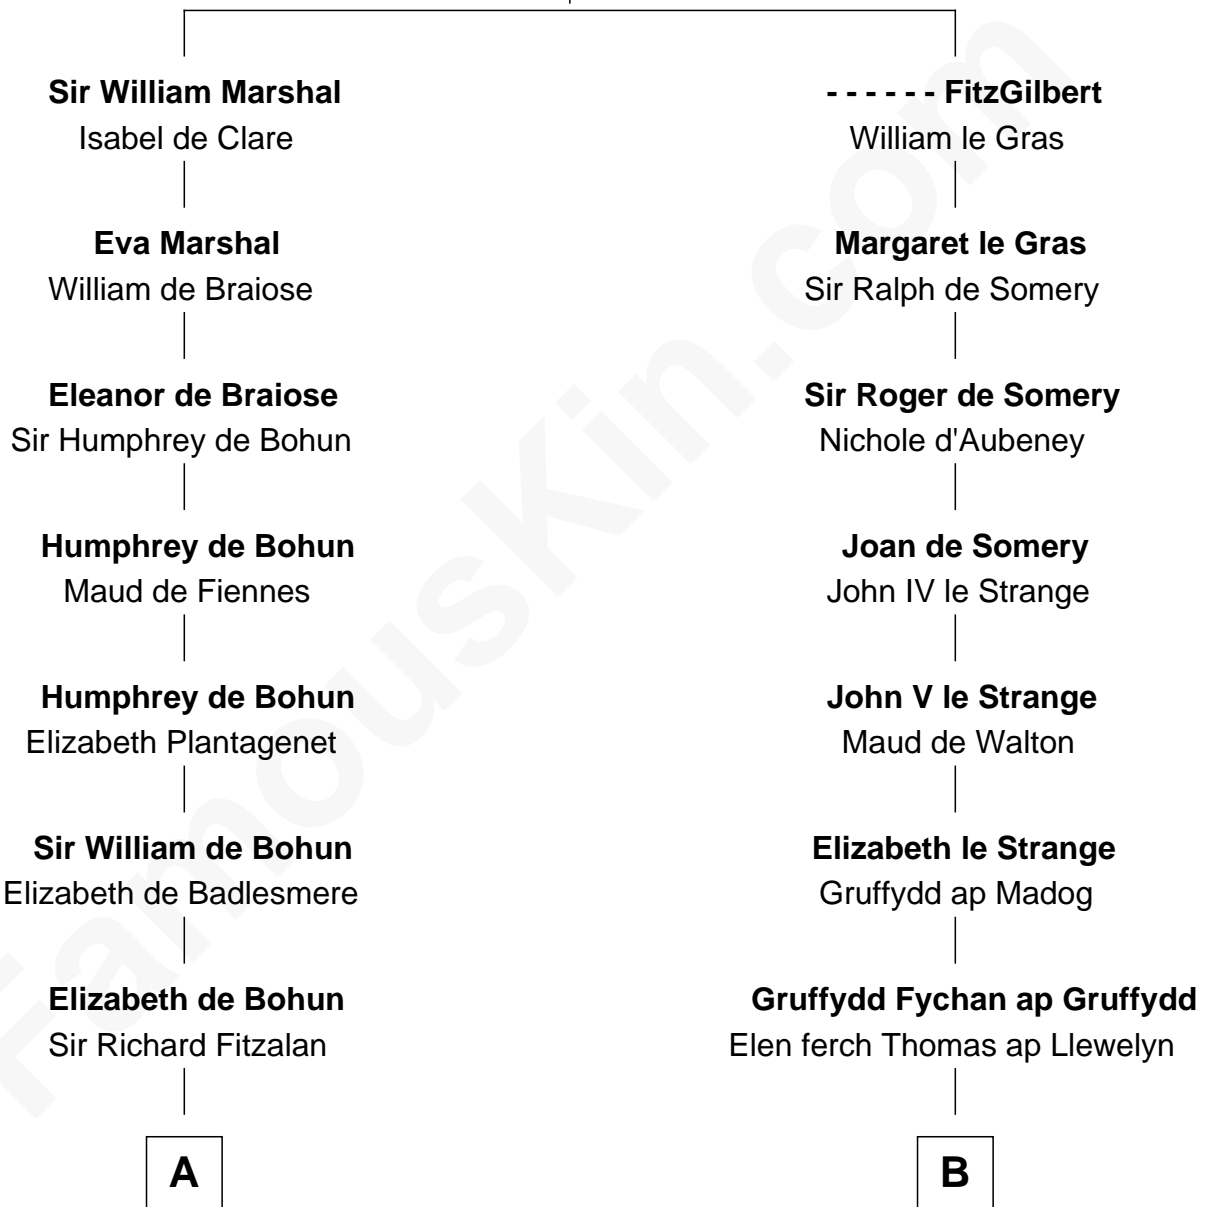 Sir William Marshal
Isabel de Clare
Eva Marshal
William de Braiose
Eleanor de Braiose
Sir Humphrey de Bohun
Humphrey de Bohun
Maud de Fiennes
Humphrey de Bohun
Elizabeth Plantagenet
Sir William de Bohun
Elizabeth de Badlesmere
Elizabeth de Bohun
Sir Richard Fitzalan
A
- - - - - - FitzGilbert
William le Gras
Margaret le Gras
Sir Ralph de Somery
Sir Roger de Somery
Nichole d'Aubeney
Joan de Somery
John IV le Strange
John V le Strange
Maud de Walton
Elizabeth le Strange
Gruffydd ap Madog
Gruffydd Fychan ap Gruffydd
Elen ferch Thomas ap Llewelyn
B
FamousKin.com